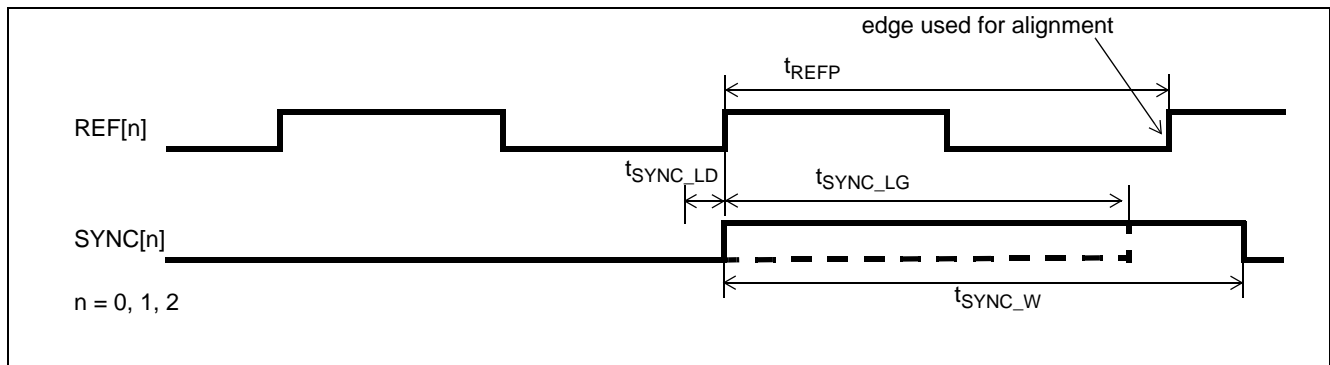 edge used for alignment
tREFP
REF[n]
tSYNC_LD
tSYNC_LG
SYNC[n]
tSYNC_W
n = 0, 1, 2